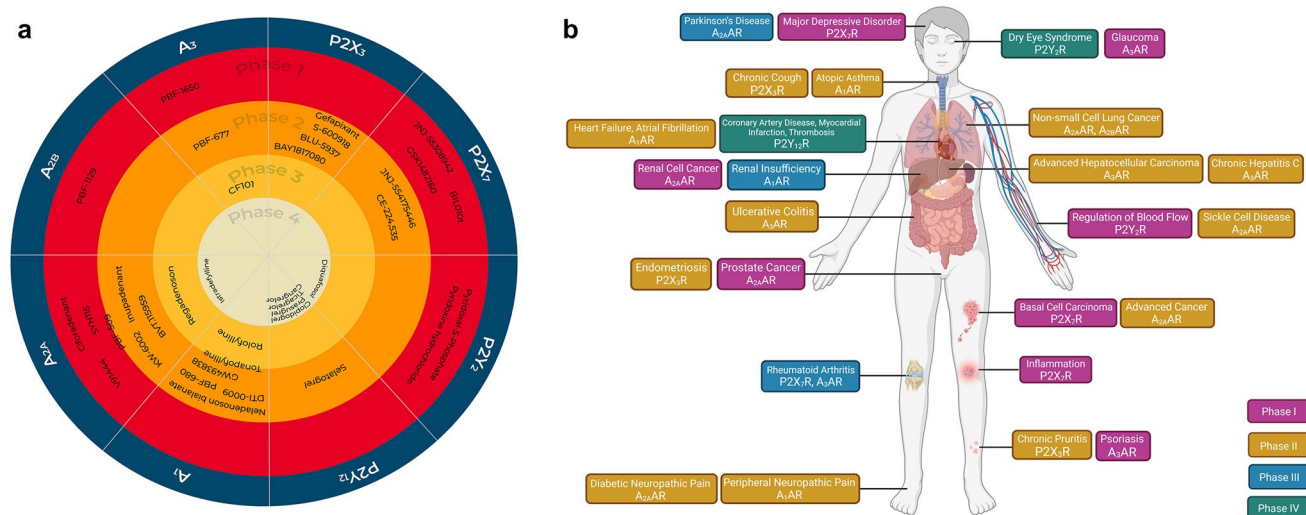 a
A₃
P2X₃
A₂B
P2X₇
A₂A
P2Y₂
A₁
P2Y₁₂
Phase 1
Phase 2
Phase 3
Phase 4
PBF-1650
PBF-677
CF101
Gefapixant
S-600918
BLU-5937
BAY1817080
JNJ-55308942
GSK1482160
BIL010t
JNJ-554175446
CE-224,535
PBF-1129
Ciforadenant
SYN115
PBF-509
V81444
Inupadenant
BVT.115959
KW-6002
Regadenoson
Istradefylline
Rolofylline
Tonapofylline
GW493838
PBF-680
DTI-0009
Neladenoson bialanate
Diquafosol
Cangrelor
Ticagrelor
prasugrel
Clopidogrel
Selatogrel
Pyridoxal-5-Phosphate
Pyridoxine hydrochloride
b
Parkinson's Disease
A₂ₐAR
Major Depressive Disorder
P2X₇R
Dry Eye Syndrome
P2Y₂R
Glaucoma
A₃AR
Chronic Cough
P2X₃R
Atopic Asthma
A₁AR
Heart Failure, Atrial Fibrillation
A₁AR
Coronary Artery Disease, Myocardial
Infarction, Thrombosis
P2Y₁₂R
Non-small Cell Lung Cancer
A₂ₐAR, A₂ᵦAR
Renal Cell Cancer
A₂ₐAR
Renal Insufficiency
A₁AR
Advanced Hepatocellular Carcinoma
A₃AR
Chronic Hepatitis C
A₃AR
Ulcerative Colitis
A₃AR
Regulation of Blood Flow
P2Y₂R
Sickle Cell Disease
A₂ₐAR
Endometriosis
P2X₃R
Prostate Cancer
A₂ₐAR
Basal Cell Carcinoma
P2X₇R
Advanced Cancer
A₂ₐAR
Rheumatoid Arthritis
P2X₇R, A₃AR
Inflammation
P2X₇R
Chronic Pruritis
P2X₃R
Psoriasis
A₃AR
Diabetic Neuropathic Pain
A₂ₐAR
Peripheral Neuropathic Pain
A₁AR
Phase I
Phase II
Phase III
Phase IV